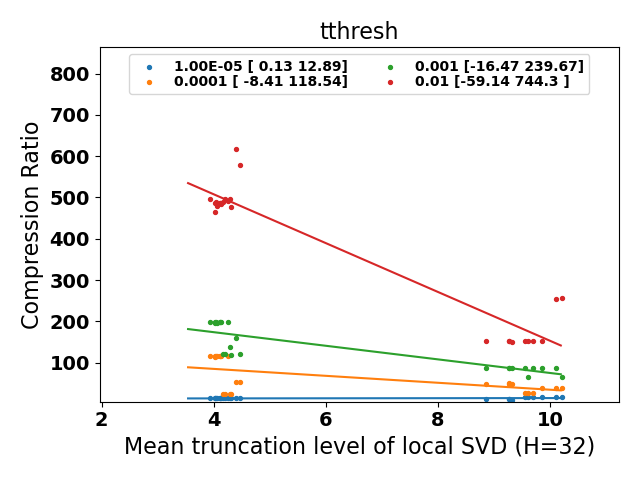 tthresh
1.00E-05 [ 0.13 12.89]
0.0001 [ -8.41 118.54]
0.001 [-16.47 239.67]
0.01 [-59.14 744.3 ]
Compression Ratio
800
700
600
500
400
300
200
100
2 4 6 8 10
Mean truncation level of local SVD (H=32)